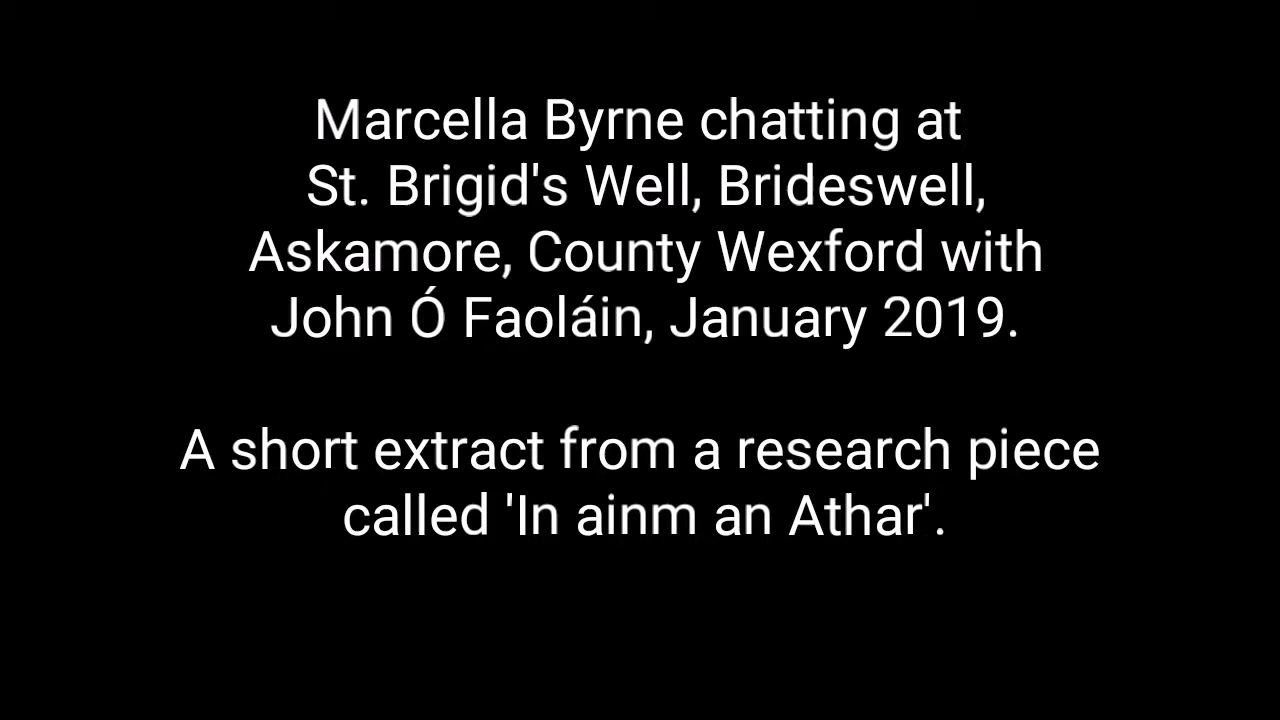 Marcella Byrne chatting at
St. Brigid's Well, Brideswell,
Askamore, County Wexford with
John Ó Faoláin, January 2019.
A short extract from a research piece
called 'In ainm an Athar'.